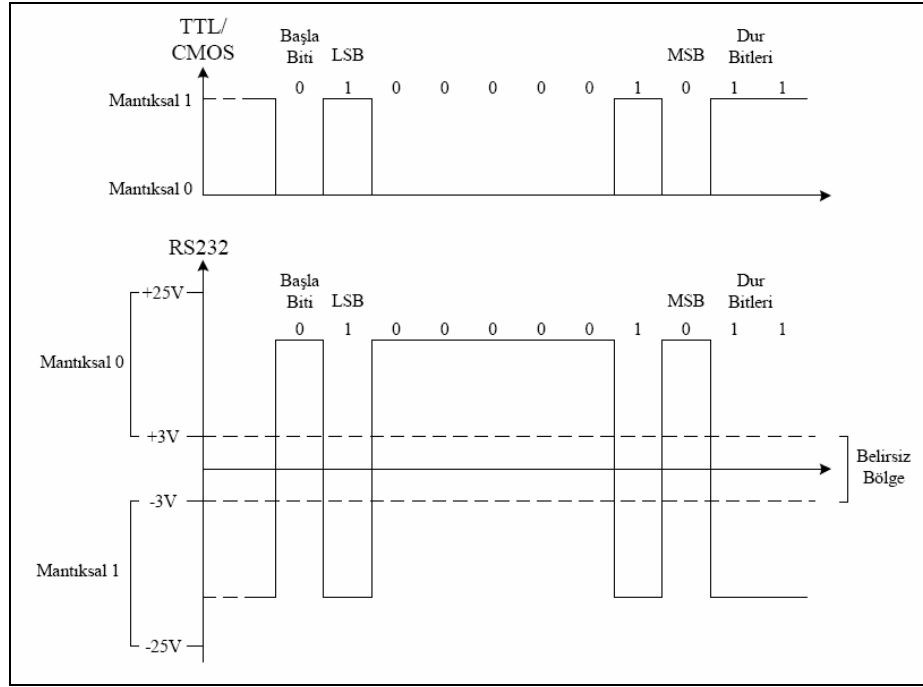 TTL/
CMOS
Başla
Biti
LSB
MSB
Dur
Bitleri
0 1 0 0 0 0 0 1 0 1 1
Mantıksal 1
Mantıksal 0
RS232
Başla
Biti
LSB
MSB
Dur
Bitleri
+25V
0 1 0 0 0 0 0 1 0 1 1
Mantıksal 0
+3V
Belirsiz
Bölge
-3V
Mantıksal 1
-25V